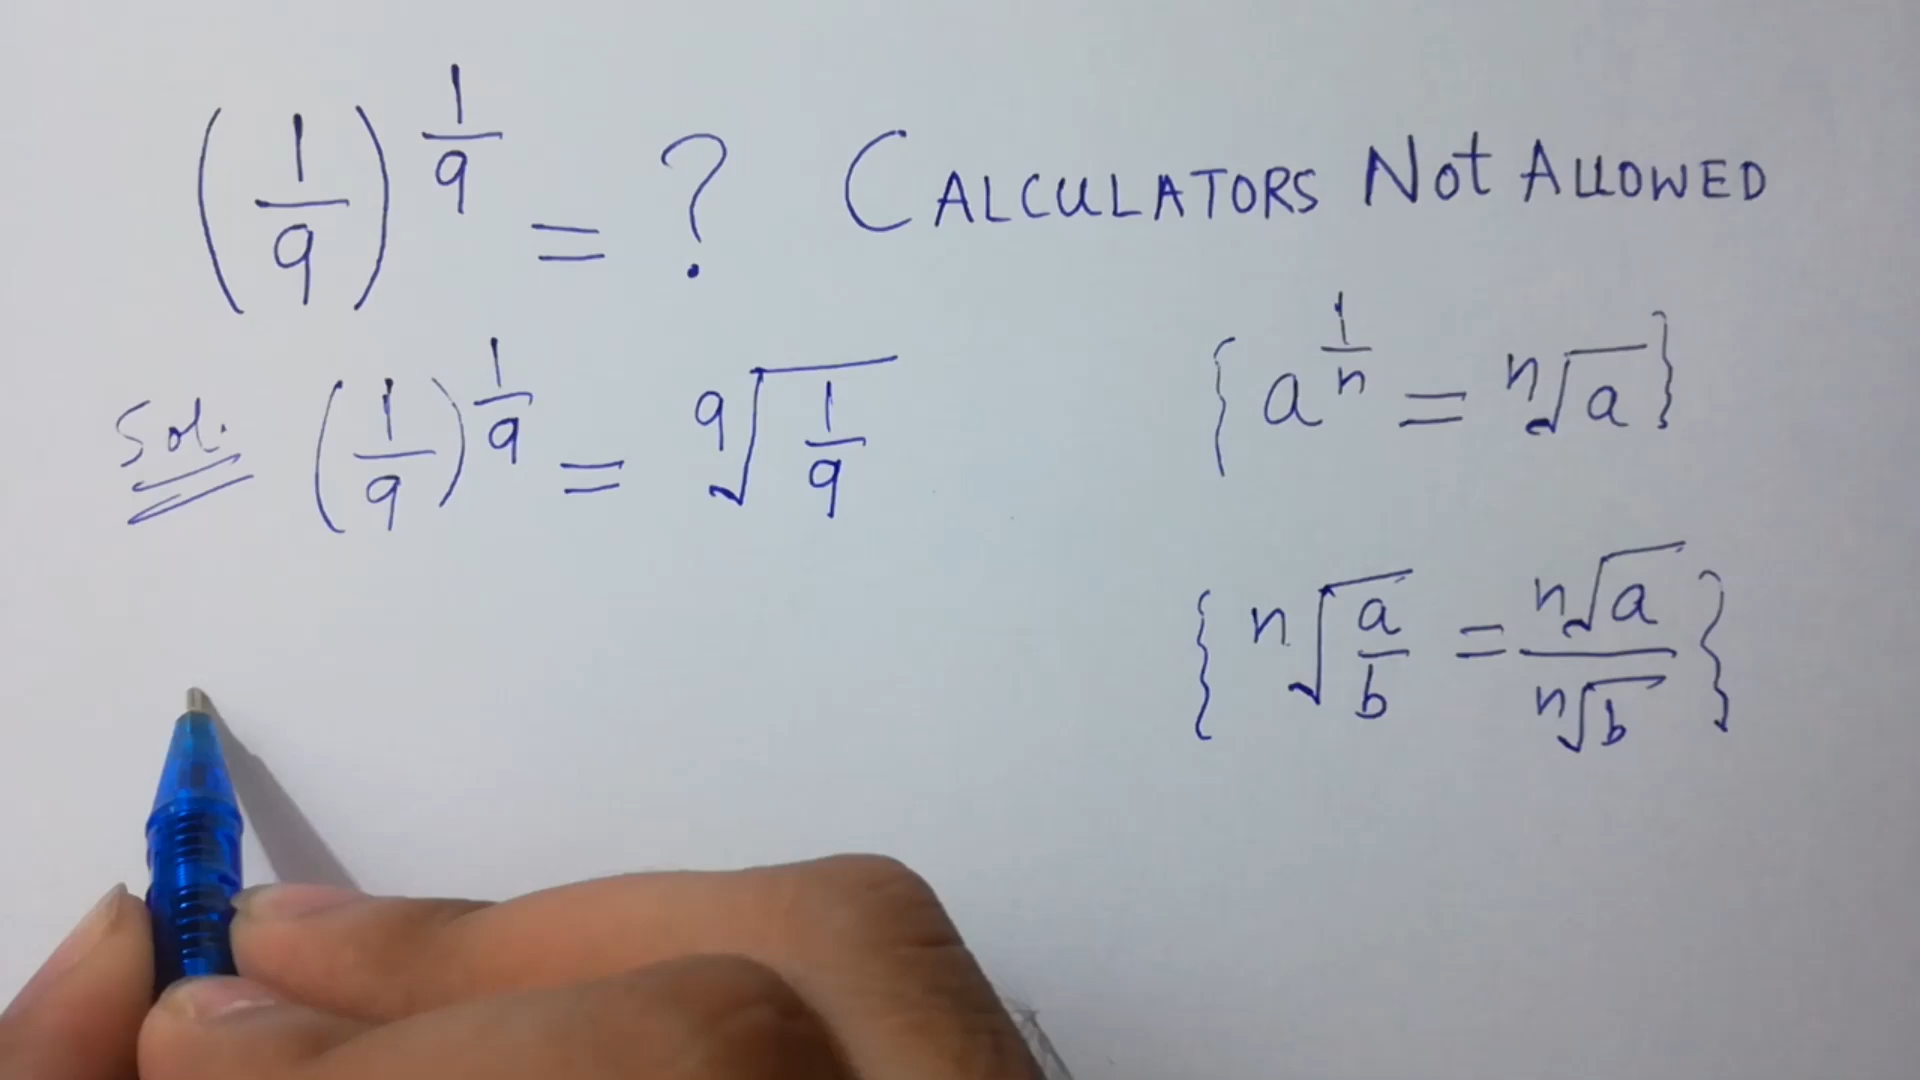 (1/9)^(1/9) = ? CALCULATORS Not ALLOWED
{ a^(1/n) = ⁿ√a }
Sol. (1/9)^(1/9) = ⁹√(1/9)
{ ⁿ√(a/b) = ⁿ√a / ⁿ√b }